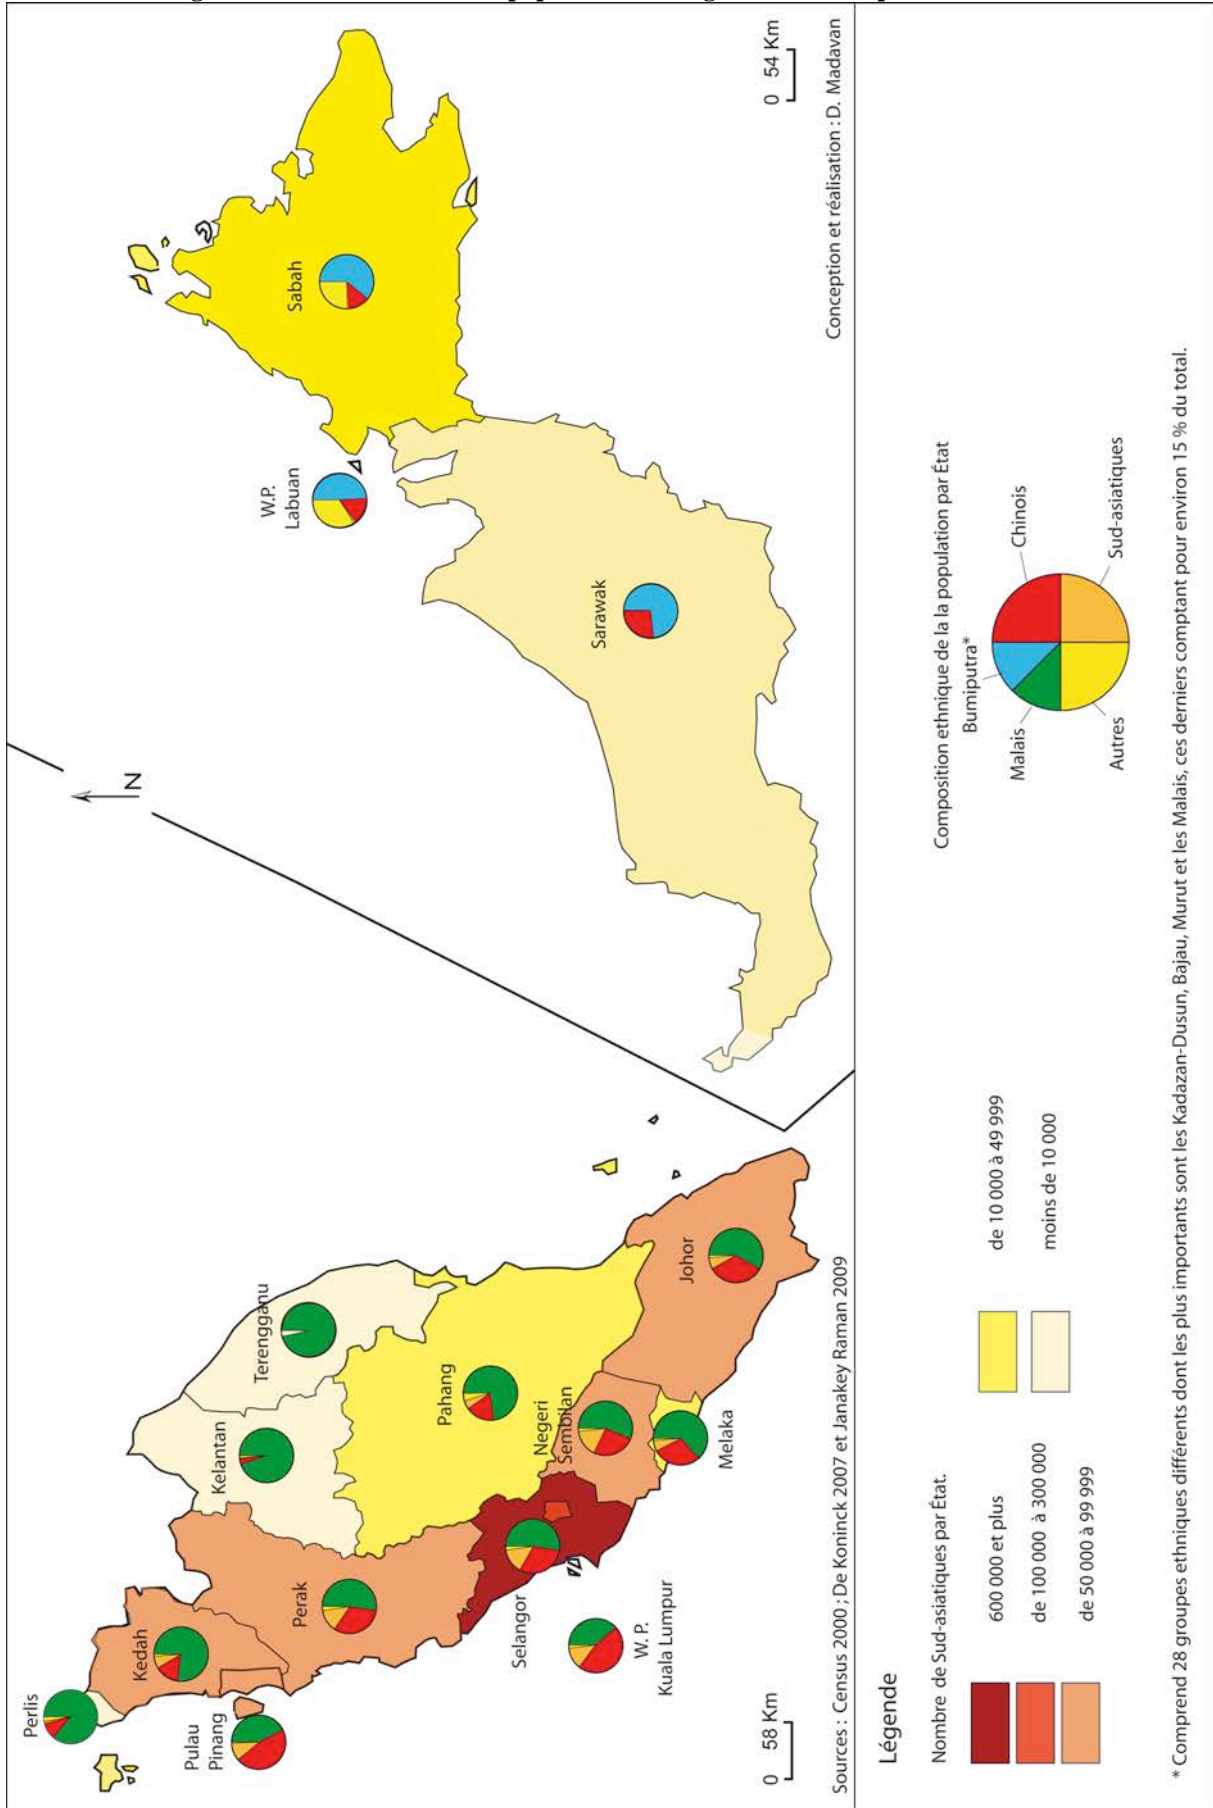 Perlis
Kedah
Pulau
Pinang
Perak
Kelantan
Terengganu
Pahang
Selangor
W. P.
Kuala Lumpur
Negeri
Sembilan
Melaka
Johor
0 58 Km
Sources : Census 2000 ; De Koninck 2007 et Janakey Raman 2009
N
Sarawak
W.P.
Labuan
Sabah
0 54 Km
Conception et réalisation : D. Madavan
Légende
Nombre de Sud-asiatiques par État.
600 000 et plus
de 100 000 à 300 000
de 50 000 à 99 999
de 10 000 à 49 999
moins de 10 000
Composition ethnique de la la population par État
Bumiputra*
Malais
Chinois
Autres
Sud-asiatiques
* Comprend 28 groupes ethniques différents dont les plus importants sont les Kadazan-Dusun, Bajau, Murut et les Malais, ces derniers comptant pour environ 15 % du total.